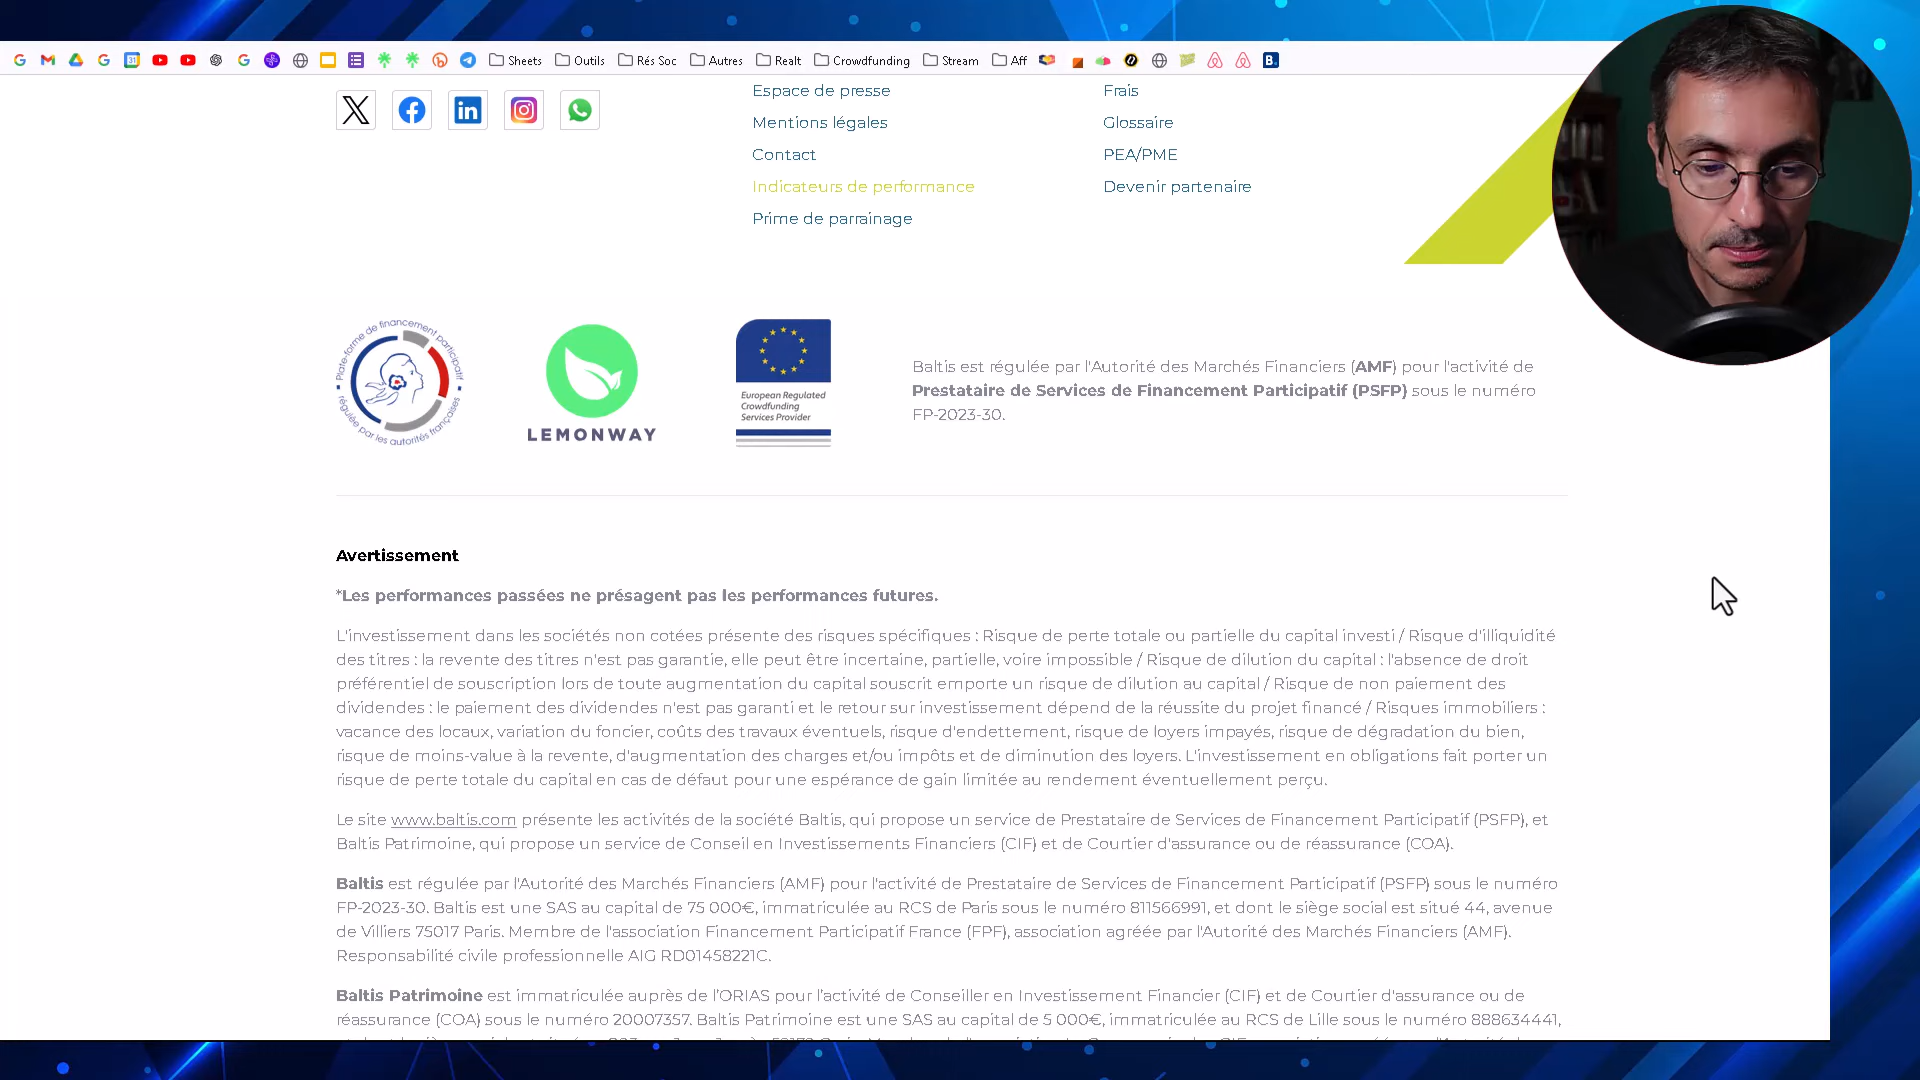 Sheets
Outils
Rés Soc
Autres
Realt
Crowdfunding
Stream
Aff
B.
31
Espace de presse
Mentions légales
Contact
Indicateurs de performance
Prime de parrainage
Frais
Glossaire
PEA/PME
Devenir partenaire
Plate-forme de financement participatif
régulée par les autorités françaises
LEMONWAY
European Regulated
Crowdfunding
Services Provider
Baltis est régulée par l'Autorité des Marchés Financiers (AMF) pour l'activité de
Prestataire de Services de Financement Participatif (PSFP) sous le numéro
FP-2023-30.
Avertissement
*Les performances passées ne présagent pas les performances futures.
L'investissement dans les sociétés non cotées présente des risques spécifiques : Risque de perte totale ou partielle du capital investi / Risque d'illiquidité
des titres : la revente des titres n'est pas garantie, elle peut être incertaine, partielle, voire impossible / Risque de dilution du capital : l'absence de droit
préférentiel de souscription lors de toute augmentation du capital souscrit emporte un risque de dilution au capital / Risque de non paiement des
dividendes : le paiement des dividendes n'est pas garanti et le retour sur investissement dépend de la réussite du projet financé / Risques immobiliers :
vacance des locaux, variation du foncier, coûts des travaux éventuels, risque d'endettement, risque de loyers impayés, risque de dégradation du bien,
risque de moins-value à la revente, d'augmentation des charges et/ou impôts et de diminution des loyers. L'investissement en obligations fait porter un
risque de perte totale du capital en cas de défaut pour une espérance de gain limitée au rendement éventuellement perçu.
Le site www.baltis.com présente les activités de la société Baltis, qui propose un service de Prestataire de Services de Financement Participatif (PSFP), et
Baltis Patrimoine, qui propose un service de Conseil en Investissements Financiers (CIF) et de Courtier d'assurance ou de réassurance (COA).
Baltis est régulée par l'Autorité des Marchés Financiers (AMF) pour l'activité de Prestataire de Services de Financement Participatif (PSFP) sous le numéro
FP-2023-30. Baltis est une SAS au capital de 75 000€, immatriculée au RCS de Paris sous le numéro 811566991, et dont le siège social est situé 44, avenue
de Villiers 75017 Paris. Membre de l'association Financement Participatif France (FPF), association agréée par l'Autorité des Marchés Financiers (AMF).
Responsabilité civile professionnelle AIG RD01458221C.
Baltis Patrimoine est immatriculée auprès de l'ORIAS pour l'activité de Conseiller en Investissement Financier (CIF) et de Courtier d'assurance ou de
réassurance (COA) sous le numéro 20007357. Baltis Patrimoine est une SAS au capital de 5 000€, immatriculée au RCS de Lille sous le numéro 888634441,